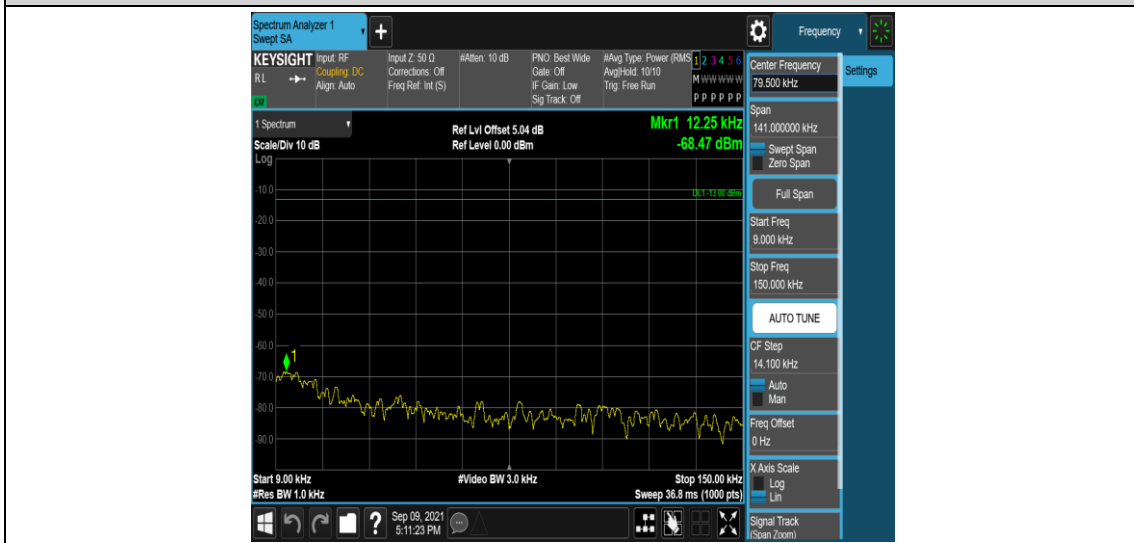 Spectrum Analyzer 1
Swept SA
+
Frequency
KEYSIGHT
RL
LXI
Input: RF
Coupling: DC
Align: Auto
Input Z: 50 Ω
Corrections: Off
Freq Ref: Int (S)
#Atten: 10 dB
PNO: Best Wide
Gate: Off
IF Gain: Low
Sig Track: Off
#Avg Type: Power (RMS
Avg|Hold: 10/10
Trig: Free Run
1 2 3 4 5 6
M W W W W W
P P P P P P
1 Spectrum
Scale/Div 10 dB
Log
Ref Lvl Offset 5.04 dB
Ref Level 0.00 dBm
Mkr1 12.25 kHz
-68.47 dBm
DL1 -13.00 dBm
-10.0
-20.0
-30.0
-40.0
-50.0
-60.0
1
-70.0
-80.0
-90.0
Start 9.00 kHz
#Res BW 1.0 kHz
#Video BW 3.0 kHz
Stop 150.00 kHz
Sweep 36.8 ms (1000 pts)
Center Frequency
79.500 kHz
Settings
Span
141.000000 kHz
Swept Span
Zero Span
Full Span
Start Freq
9.000 kHz
Stop Freq
150.000 kHz
AUTO TUNE
CF Step
14.100 kHz
Auto
Man
Freq Offset
0 Hz
X Axis Scale
Log
Lin
Signal Track
(Span Zoom)
?
Sep 09, 2021
5:11:23 PM